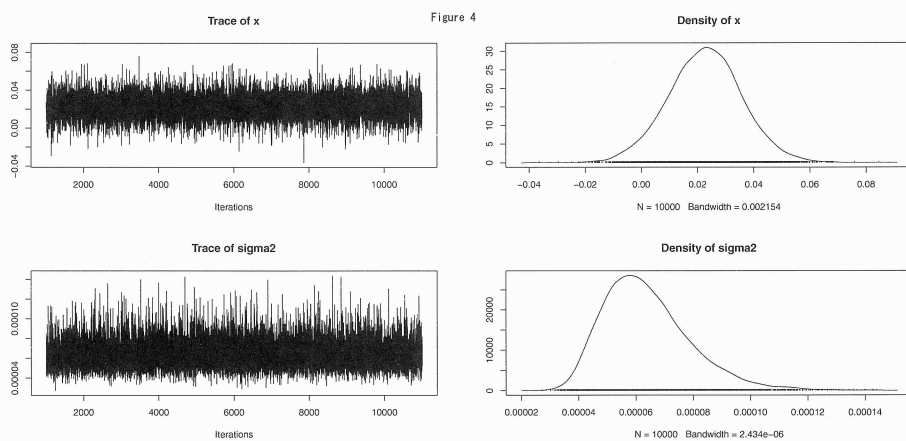 Figure 4
Trace of x
0.08
0.04
0.00
-0.04
2000 4000 6000 8000 10000
Iterations
Density of x
30
25
20
15
10
5
0
-0.04 -0.02 0.00 0.02 0.04 0.06 0.08
N = 10000 Bandwidth = 0.002154
Trace of sigma2
0.00010
0.00004
2000 4000 6000 8000 10000
Iterations
Density of sigma2
20000
10000
0
0.00002 0.00004 0.00006 0.00008 0.00010 0.00012 0.00014
N = 10000 Bandwidth = 2.434e-06